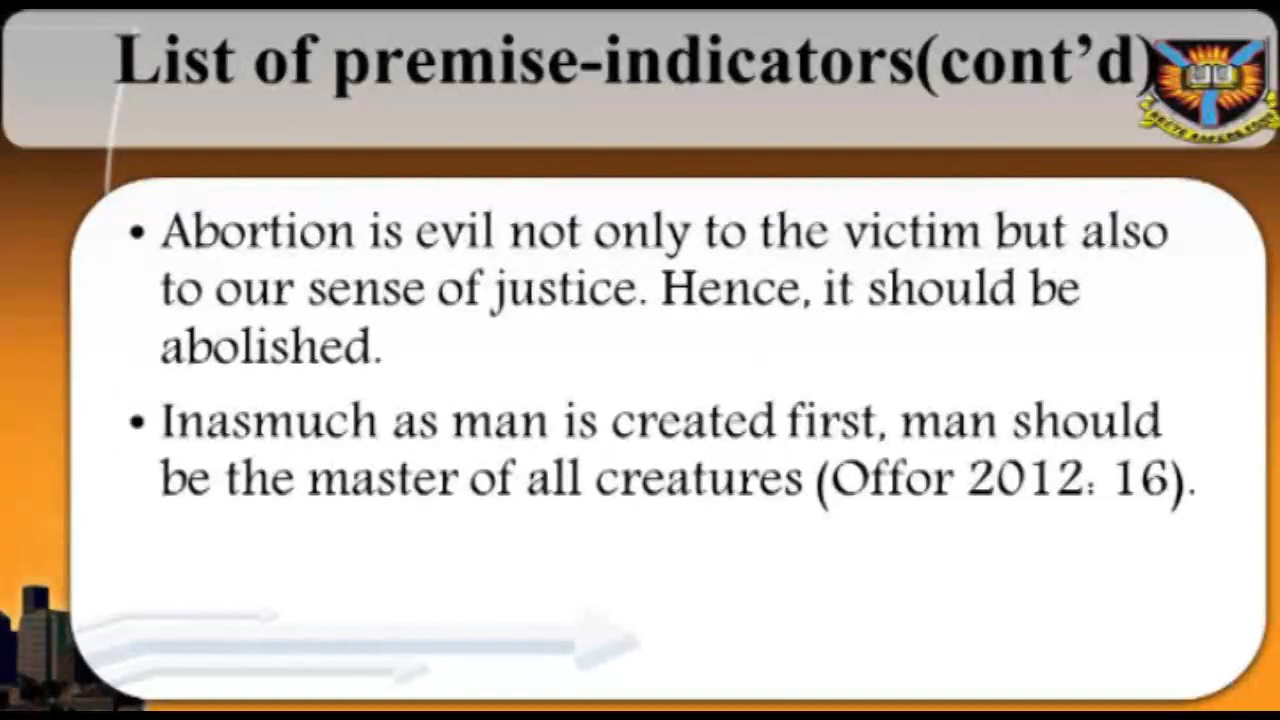 List of premise-indicators(cont’d)
• Abortion is evil not only to the victim but also
to our sense of justice. Hence, it should be
abolished.
• Inasmuch as man is created first, man should
be the master of all creatures (Offor 2012: 16).